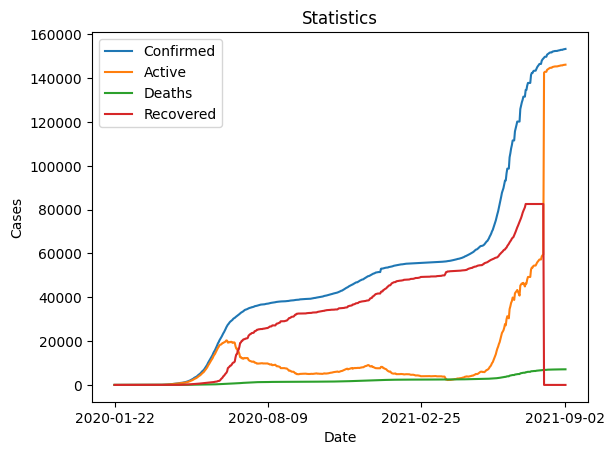 Statistics
160000
140000
120000
100000
80000
60000
40000
20000
0
Cases
Confirmed
Active
Deaths
Recovered
2020-01-22
2020-08-09
2021-02-25
2021-09-02
Date